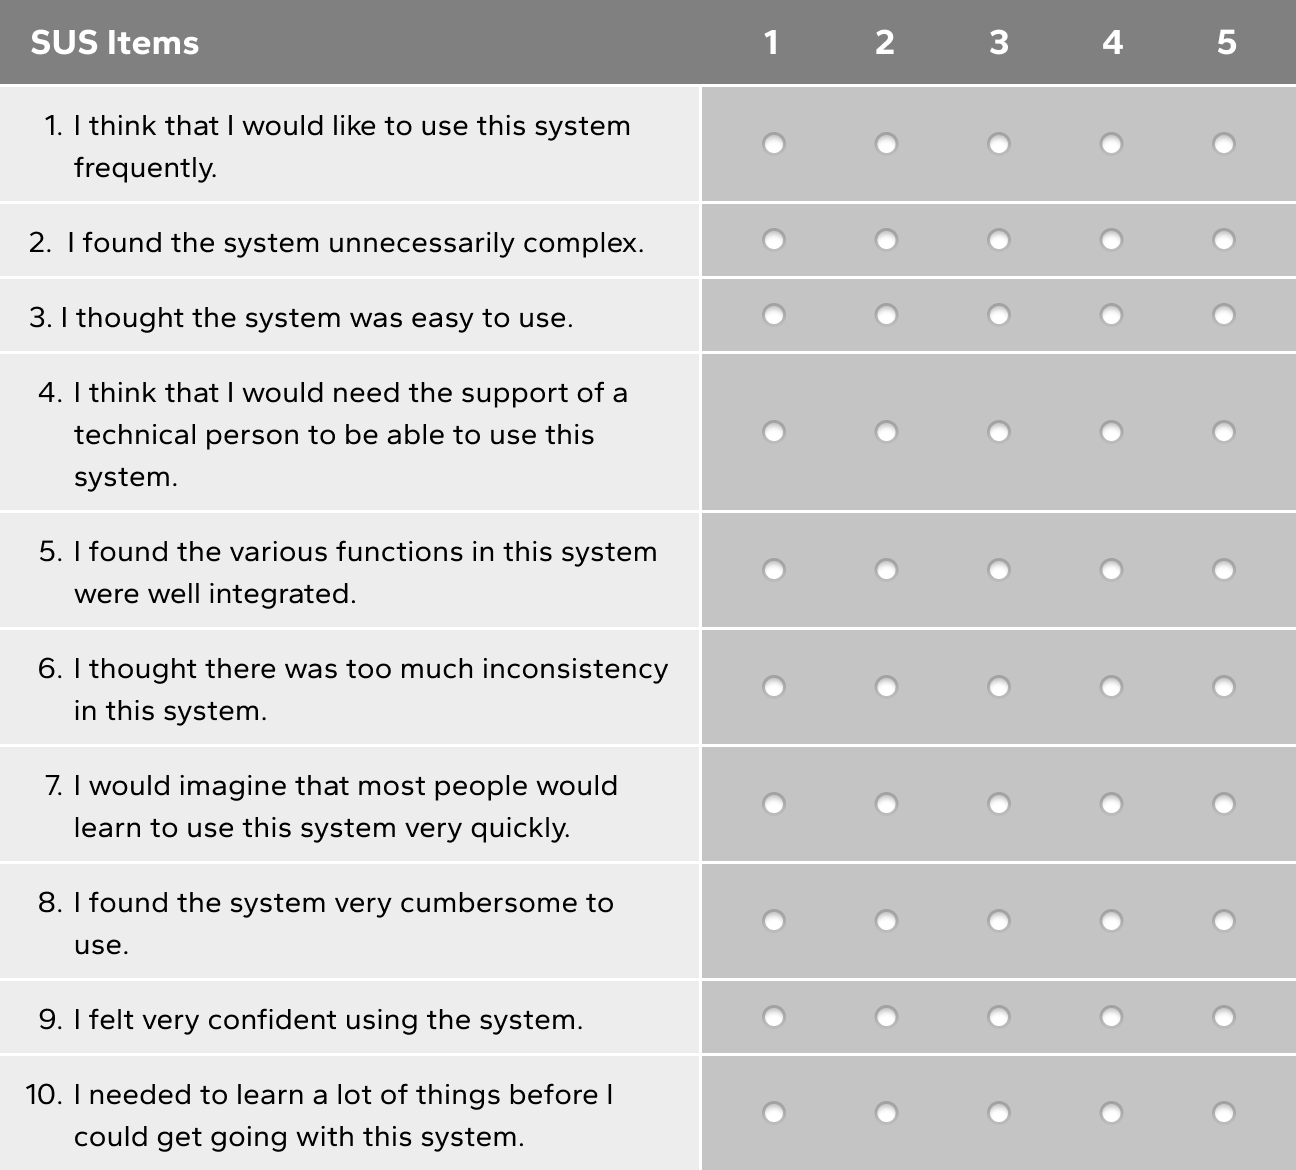 SUS Items 1 2 3 4 5
1. I think that I would like to use this system
frequently.
2. I found the system unnecessarily complex.
3. I thought the system was easy to use.
4. I think that I would need the support of a
technical person to be able to use this
system.
5. I found the various functions in this system
were well integrated.
6. I thought there was too much inconsistency
in this system.
7. I would imagine that most people would
learn to use this system very quickly.
8. I found the system very cumbersome to
use.
9. I felt very confident using the system.
10. I needed to learn a lot of things before I
could get going with this system.